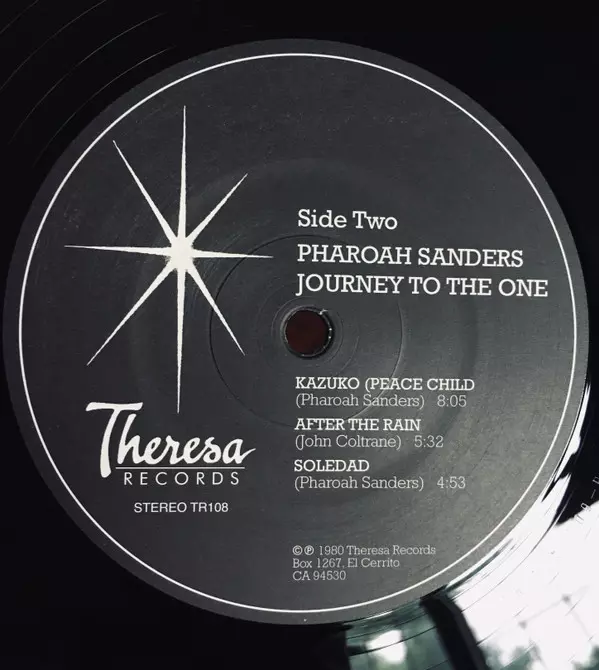 Side Two
PHAROAH SANDERS
JOURNEY TO THE ONE
KAZUKO (PEACE CHILD
(Pharoah Sanders) 8:05
AFTER THE RAIN
(John Coltrane) 5:32
SOLEDAD
(Pharoah Sanders) 4:53
Theresa
RECORDS
STEREO TR108
©℗ 1980 Theresa Records
Box 1267, El Cerrito
CA 94530